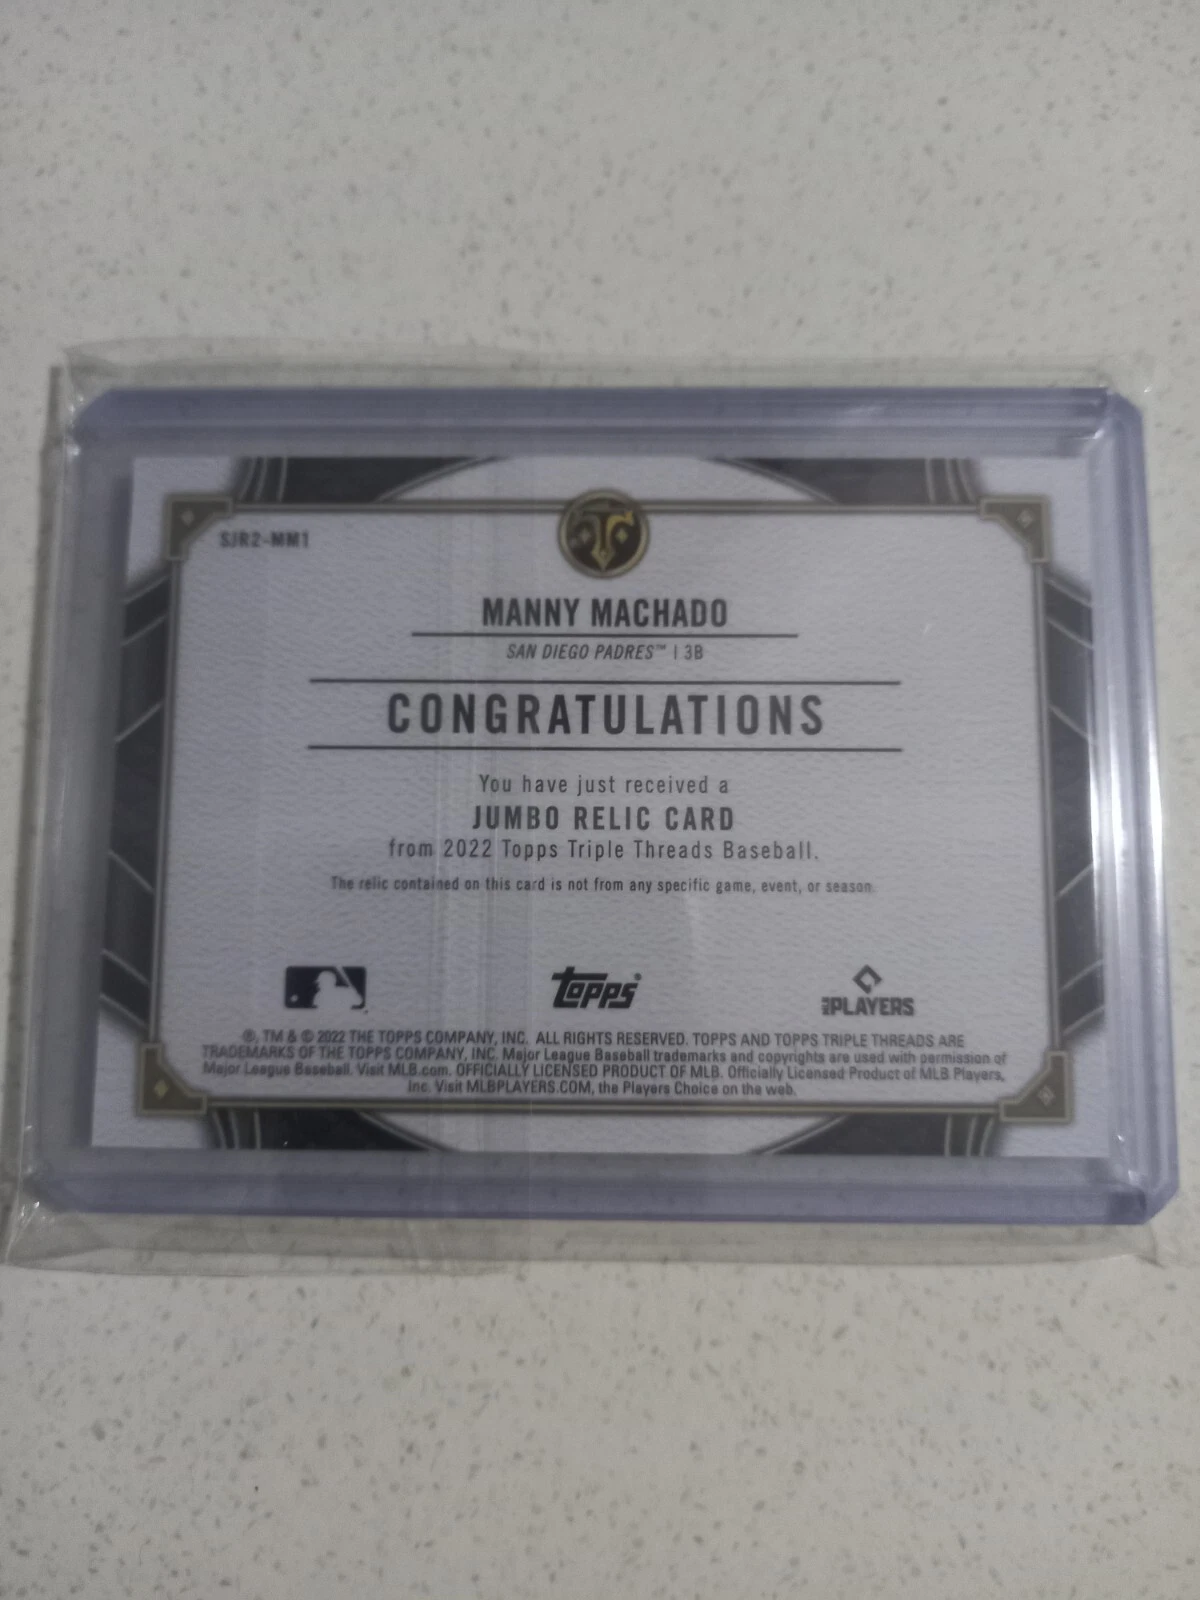 SJR2-MM1
MANNY MACHADO
SAN DIEGO PADRES™ | 3B
CONGRATULATIONS
You have just received a
JUMBO RELIC CARD
from 2022 Topps Triple Threads Baseball.
The relic contained on this card is not from any specific game, event, or season.
Topps®
MLBPLAYERS
®, TM & © 2022 THE TOPPS COMPANY, INC. ALL RIGHTS RESERVED. TOPPS AND TOPPS TRIPLE THREADS ARE
TRADEMARKS OF THE TOPPS COMPANY, INC. Major League Baseball trademarks and copyrights are used with permission of
Major League Baseball. Visit MLB.com. OFFICIALLY LICENSED PRODUCT OF MLB. Officially Licensed Product of MLB Players,
Inc. Visit MLBPLAYERS.COM, the Players Choice on the web.